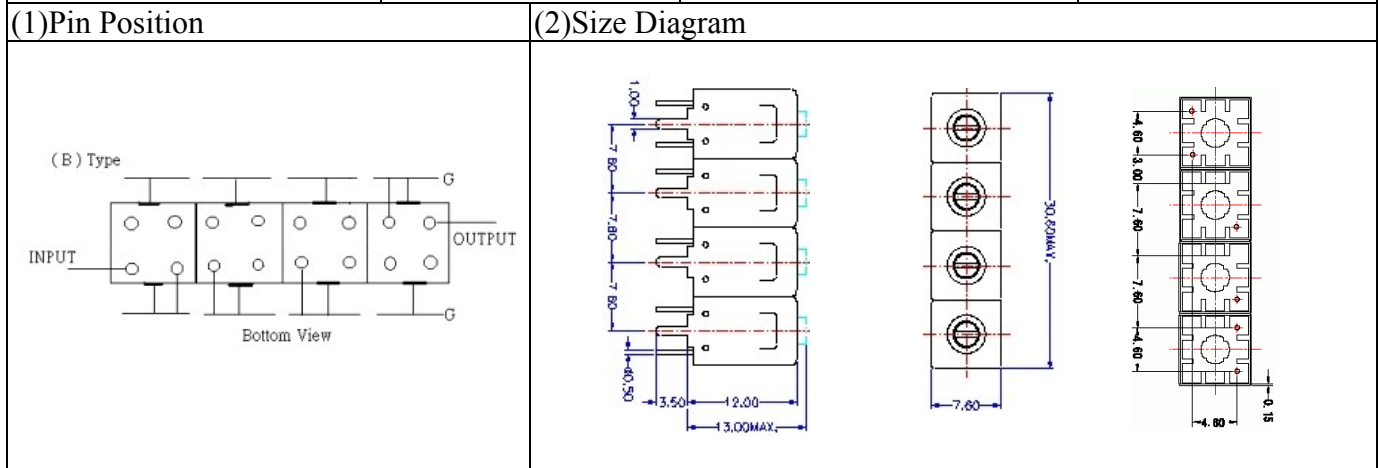 (1)Pin Position
(2)Size Diagram
(B) Type
G
INPUT
OUTPUT
G
Bottom View
1.00
7.80
7.80
7.80
Φ0.50
3.50
12.00
13.00MAX.
30.80MAX.
7.60
4.60
3.00
7.60
7.60
4.60
4.60
0.15